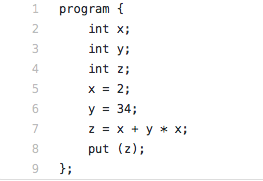 1 program {
2     int x;
3     int y;
4     int z;
5     x = 2;
6     y = 34;
7     z = x + y * x;
8     put (z);
9 };